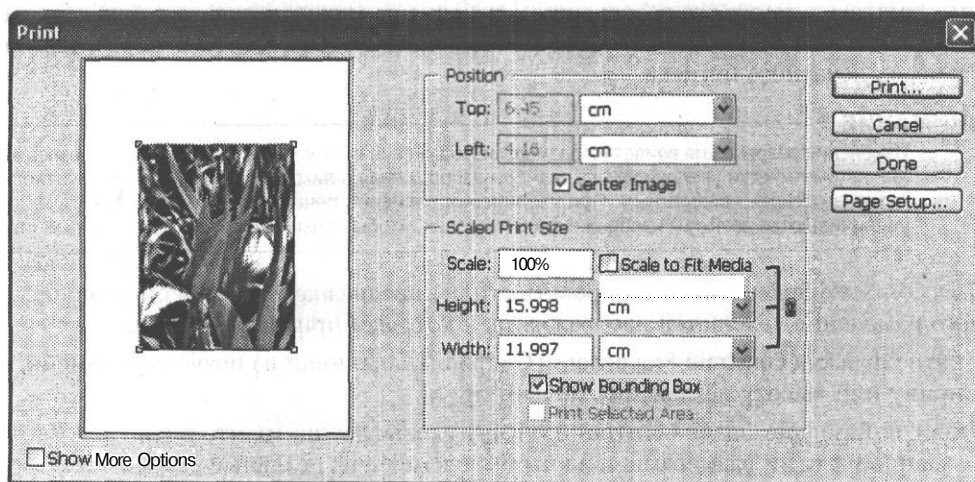 Print
Position
Top: 6.45 cm
Left: 4.16 cm
Center Image
Scaled Print Size
Scale: 100% Scale to Fit Media
Height: 15.998 cm
Width: 11.997 cm
Show Bounding Box
Print Selected Area
Show More Options
Print...
Cancel
Done
Page Setup...